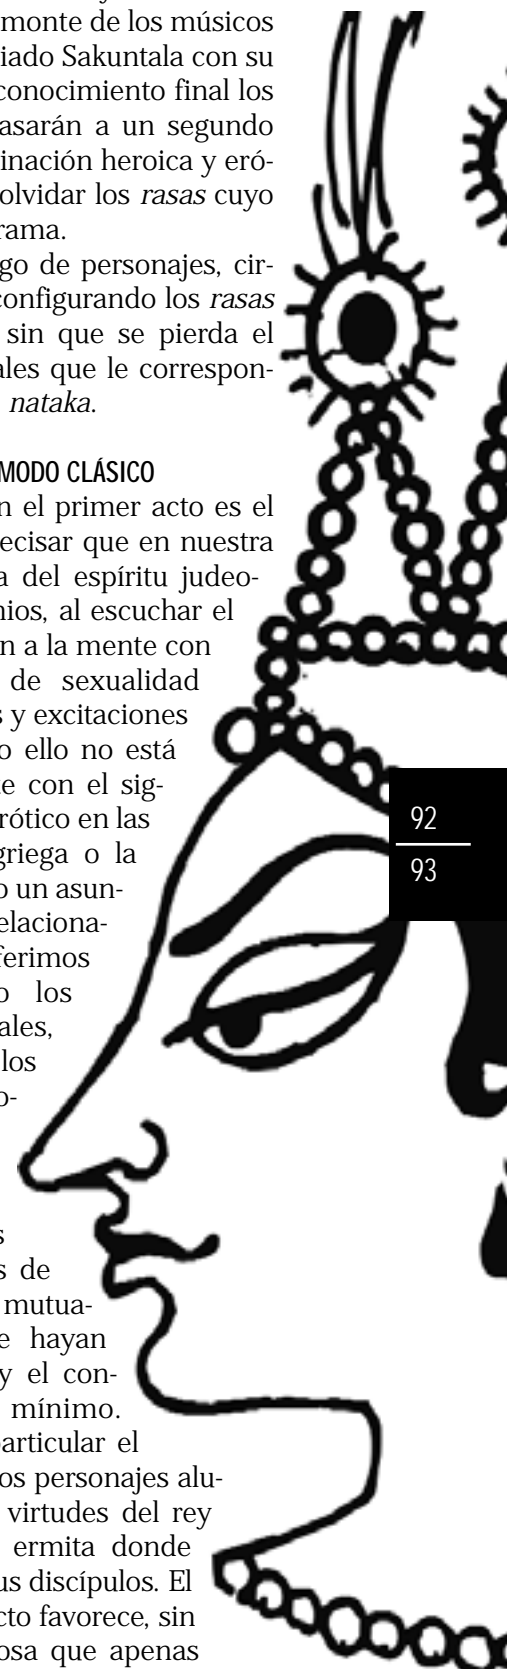 monte de los músicos
iado Sakuntala con su
conocimiento final los
asarán a un segundo
inación heroica y eró-
olvidar los rasas cuyo
rama.
go de personajes, cir-
configurando los rasas
sin que se pierda el
ales que le correspon-
nataka.
MODO CLÁSICO
n el primer acto es el
ecisar que en nuestra
a del espíritu judeo-
nios, al escuchar el
n a la mente con
de sexualidad
s y excitaciones
o ello no está
te con el sig-
rótico en las
griega o la
o un asun-
elaciona-
ferimos
o los
ales,
los
o-
s
s de
mutua-
e hayan
y el con-
mínimo.
articular el
os personajes alu-
virtudes del rey
ermita donde
us discípulos. El
cto favorece, sin
osa que apenas
92
93